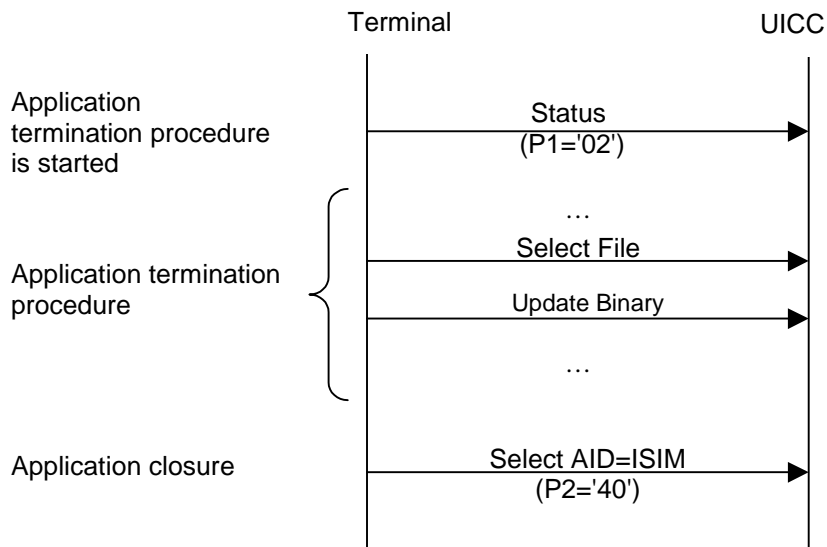 Terminal
UICC
Application
termination procedure
is started
Status
(P1='02')
…
Select File
Application termination
procedure
Update Binary
…
Application closure
Select AID=ISIM
(P2='40')